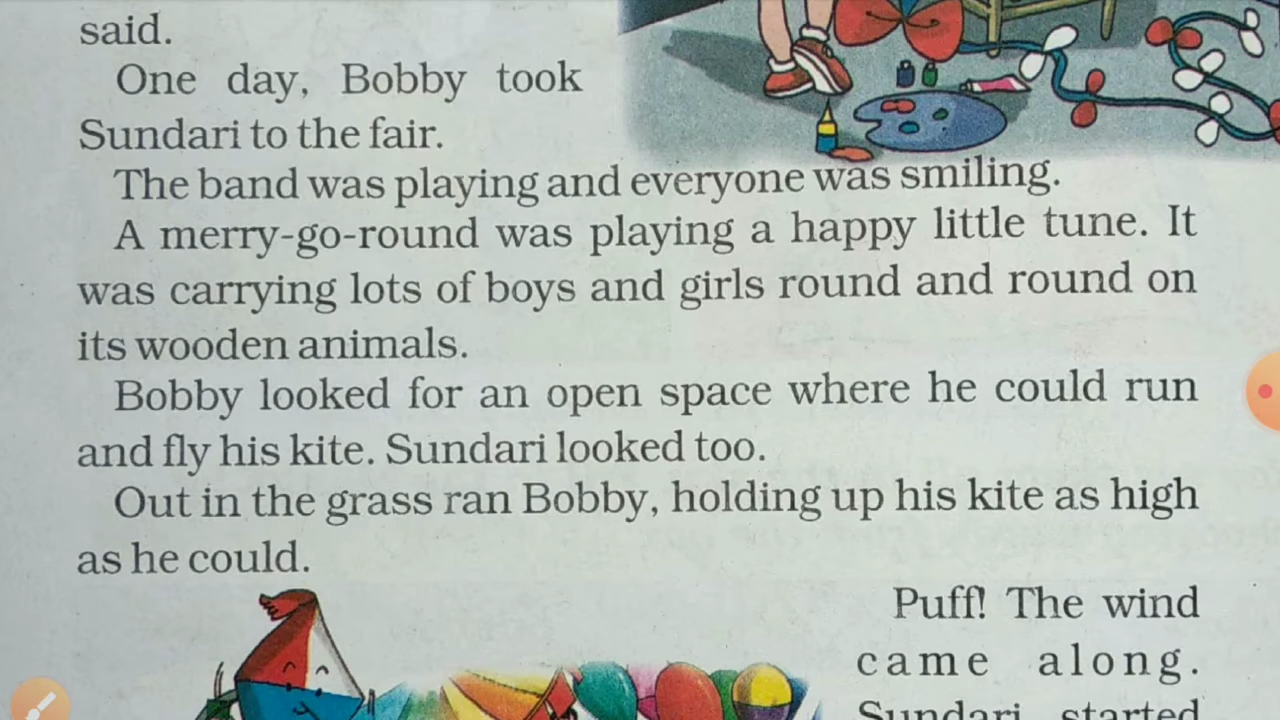 said.
One day, Bobby took
Sundari to the fair.
The band was playing and everyone was smiling.
A merry-go-round was playing a happy little tune. It
was carrying lots of boys and girls round and round on
its wooden animals.
Bobby looked for an open space where he could run
and fly his kite. Sundari looked too.
Out in the grass ran Bobby, holding up his kite as high
as he could.
Puff! The wind
came along.
Sundari started